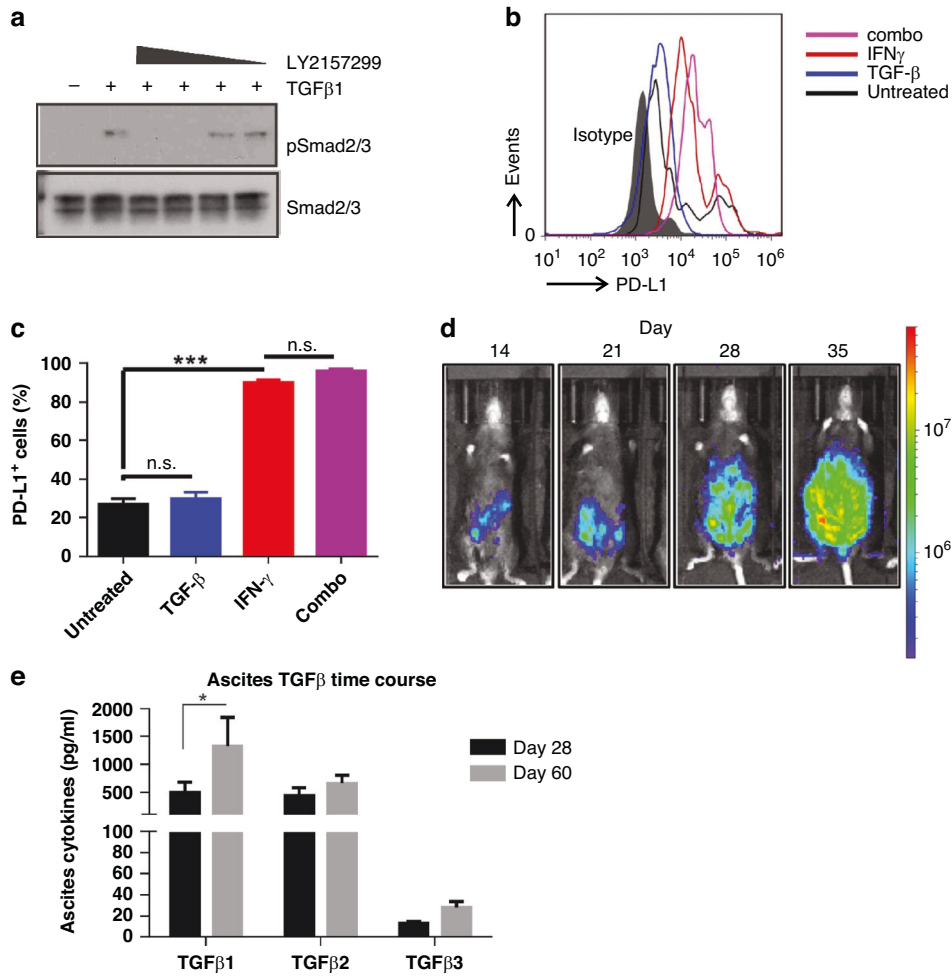 a
LY2157299
− + + + + + TGFβ1
pSmad2/3
Smad2/3
b
combo
IFNγ
TGF-β
Untreated
Isotype
Events
0
10¹ 10² 10³ 10⁴ 10⁵ 10⁶
PD-L1
c
n.s.
***
n.s.
PD-L1⁺ cells (%)
100
80
60
40
20
0
Untreated
TGF-β
IFN-γ
Combo
d
Day
14 21 28 35
10⁷
10⁶
e
Ascites TGFβ time course
*
Ascites cytokines (pg/ml)
2000
1500
1000
500
100
80
60
40
20
0
TGFβ1 TGFβ2 TGFβ3
Day 28
Day 60